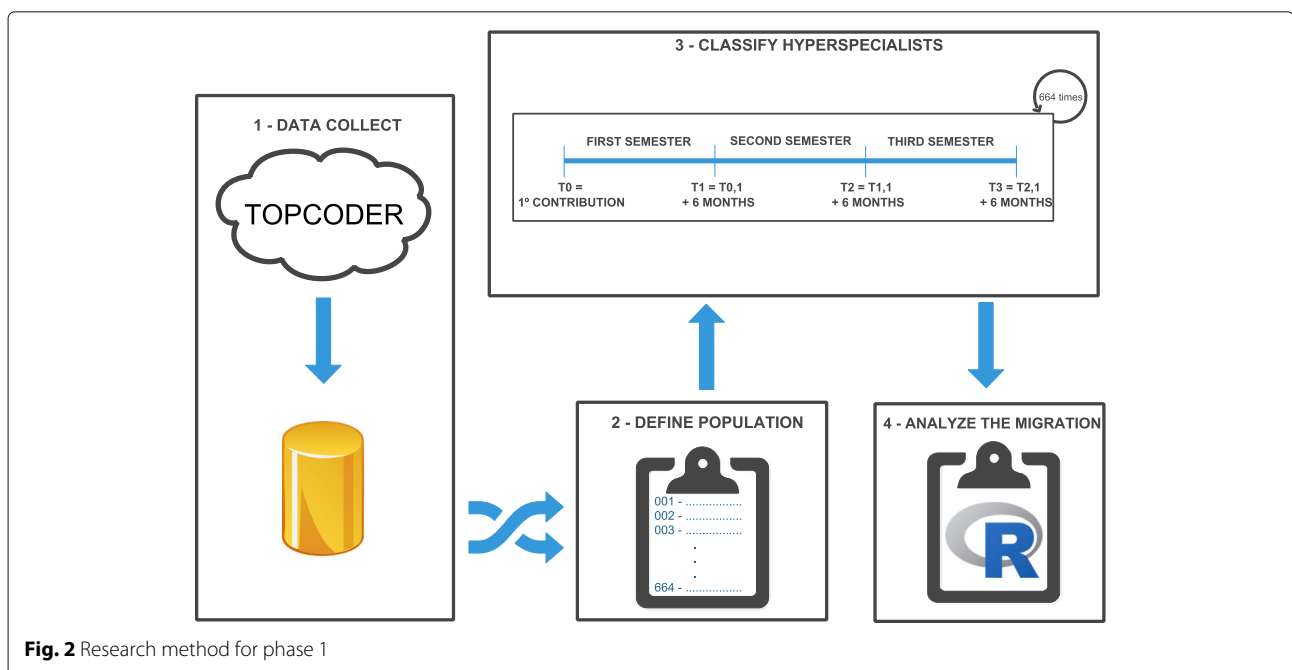 1 - DATA COLLECT
TOPCODER
3 - CLASSIFY HYPERSPECIALISTS
664 times
FIRST SEMESTER
SECOND SEMESTER
THIRD SEMESTER
T0 =
1º CONTRIBUTION
T1 = T0,1
+ 6 MONTHS
T2 = T1,1
+ 6 MONTHS
T3 = T2,1
+ 6 MONTHS
2 - DEFINE POPULATION
001 - .................
002 - .................
003 - .................
.
.
.
664 - .................
4 - ANALYZE THE MIGRATION
R
Fig. 2 Research method for phase 1